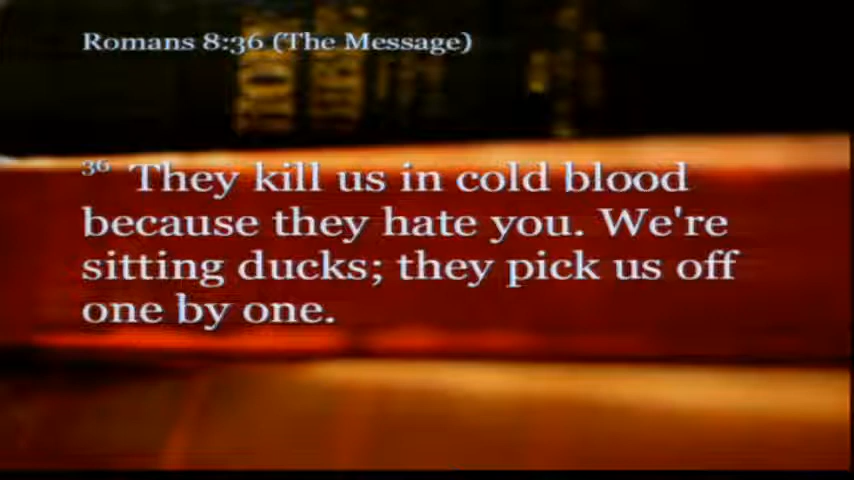 Romans 8:36 (The Message)
36 They kill us in cold blood
because they hate you. We're
sitting ducks; they pick us off
one by one.